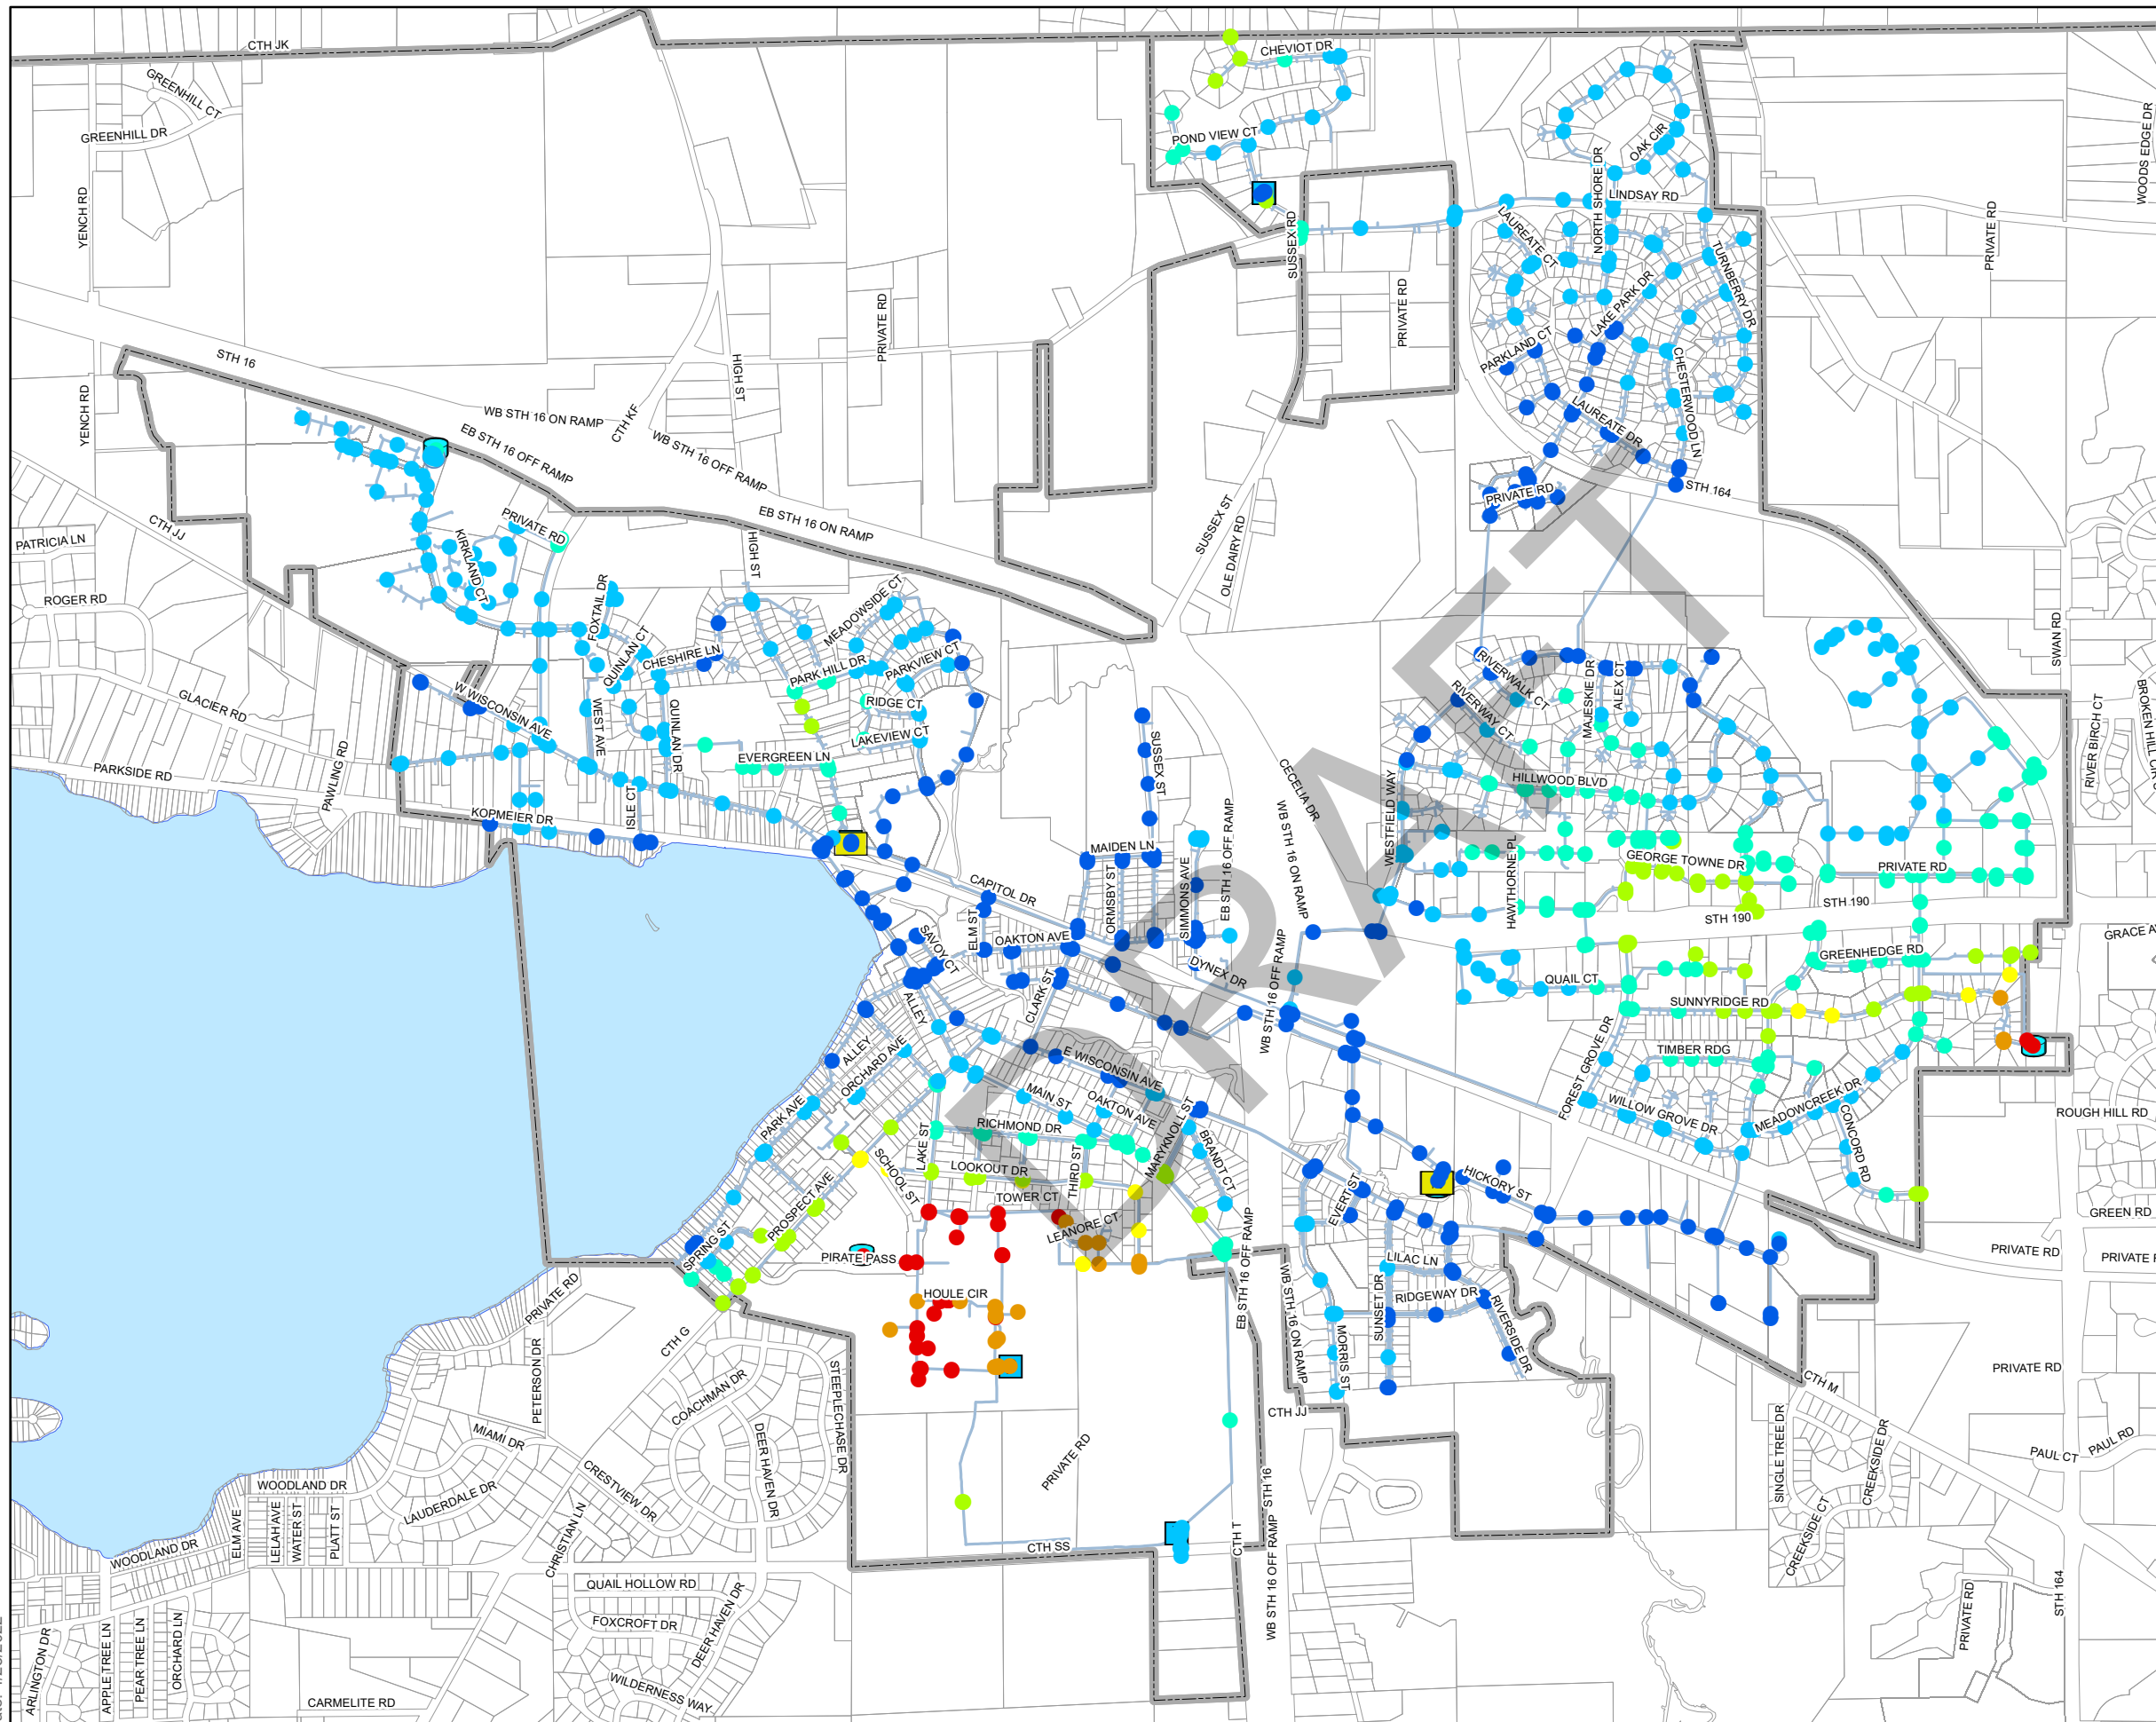 CTH JK
CHEVIOT DR
GREENHILL CT
GREENHILL DR
POND VIEW CT
OAK CIR
WOODS EDGE DR
NORTH SHORE DR
LINDSAY RD
YENCH RD
SUSSEX RD
LAUREATE CT
PRIVATE RD
TURNBERRY DR
LAKE PARK DR
PRIVATE RD
PRIVATE RD
STH 16
HIGH ST
PARKLAND CT
CHESTERWOOD LN
YENCH RD
WB STH 16 ON RAMP
CTH KF
LAUREATE DR
EB STH 16 OFF RAMP
WB STH 16 OFF RAMP
PRIVATE RD
STH 164
CTH JJ
PRIVATE RD
EB STH 16 ON RAMP
SUSSEX ST
PATRICIA LN
HIGH ST
OLE DAIRY RD
KIRKLAND CT
ROGER RD
FOXTAIL DR
MEADOWSIDE CT
SWAN RD
QUINLAN CT
CHESHIRE LN
PARK HILL DR
PARKVIEW CT
RIVERWALK CT
MAJESKIE DR
ALEX CT
GLACIER RD
W WISCONSIN AVE
WEST AVE
QUINLAN DR
RIDGE CT
RIVERWAY CT
RIVER BIRCH CT
BROKEN HILL CIR
LAKEVIEW CT
SUSSEX ST
PARKSIDE RD
PAWLING RD
EVERGREEN LN
CECELIA DR
HILLWOOD BLVD
ISLE CT
KOPMEIER DR
WB STH 16 ON RAMP
WESTFIELD WAY
MAIDEN LN
EB STH 16 OFF RAMP
HAWTHORNE PL
GEORGE TOWNE DR
PRIVATE RD
CAPITOL DR
ORMSBY ST
SIMMONS AVE
STH 190
STH 190
ELM ST
OAKTON AVE
SAVOY CT
GREENHEDGE RD
DYNEX DR
QUAIL CT
CLARK ST
ALLEY
SUNNYRIDGE RD
WB STH 16 OFF RAMP
ALLEY
ORCHARD AVE
E WISCONSIN AVE
FOREST GROVE DR
TIMBER RDG
MAIN ST
OAKTON AVE
WILLOW GROVE DR
MEADOWCREEK DR
ROUGH HILL RD
PARK AVE
RICHMOND DR
MARYKNOLL ST
BRANDT CT
CONCORD RD
LAKE ST
SCHOOL ST
LOOKOUT DR
THIRD ST
HICKORY ST
PROSPECT AVE
TOWER CT
EVERT ST
GREEN RD
LEANORE CT
SPRING ST
PIRATE PASS
EB STH 16 OFF RAMP
LILAC LN
PRIVATE RD
PRIVATE RD
HOULE CIR
WB STH 16 ON RAMP
RIDGEWAY DR
SUNSET DR
RIVERSIDE DR
MORRIS ST
CTH G
PETERSON DR
COACHMAN DR
STEEPLECHASE DR
PRIVATE RD
CTH M
CTH JJ
MIAMI DR
DEER HAVEN DR
PRIVATE RD
SINGLE TREE DR
CREEKSIDE DR
PAUL CT
PAUL RD
WOODLAND DR
LAUDERDALE DR
CRESTVIEW DR
CREEKSIDE CT
ELM AVE
LELAH AVE
WATER ST
PLATT ST
CHRISTIAN LN
CTH SS
CTH T
WB STH 16 OFF RAMP
STH 16
WOODLAND DR
QUAIL HOLLOW RD
STH 164
PRIVATE RD
FOXCROFT DR
DEER HAVEN DR
ARLINGTON DR
APPLE TREE LN
PEAR TREE LN
ORCHARD LN
CARMELITE RD
WILDERNESS WAY
DRAFT